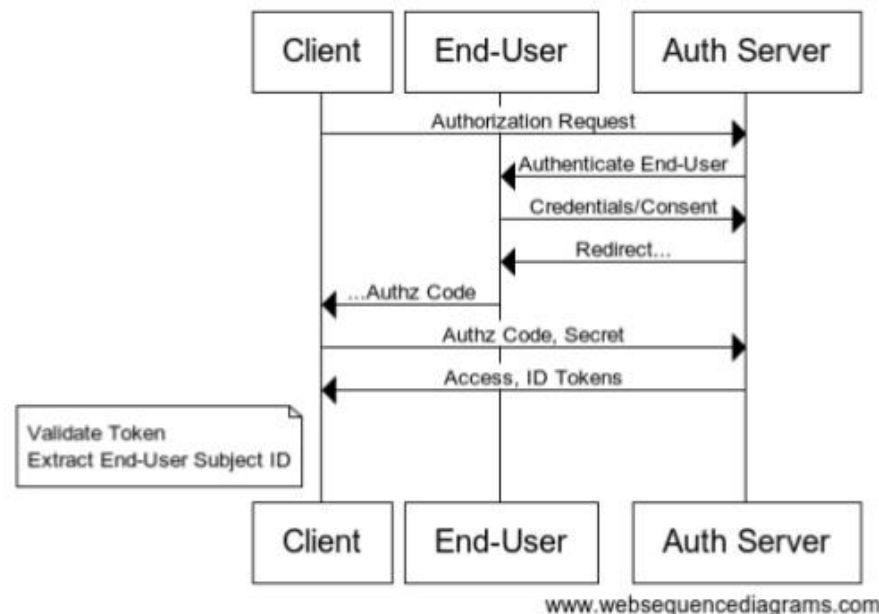 Client
End-User
Auth Server
Authorization Request
Authenticate End-User
Credentials/Consent
Redirect...
...Authz Code
Authz Code, Secret
Access, ID Tokens
Validate Token
Extract End-User Subject ID
Client
End-User
Auth Server
www.websequencediagrams.com